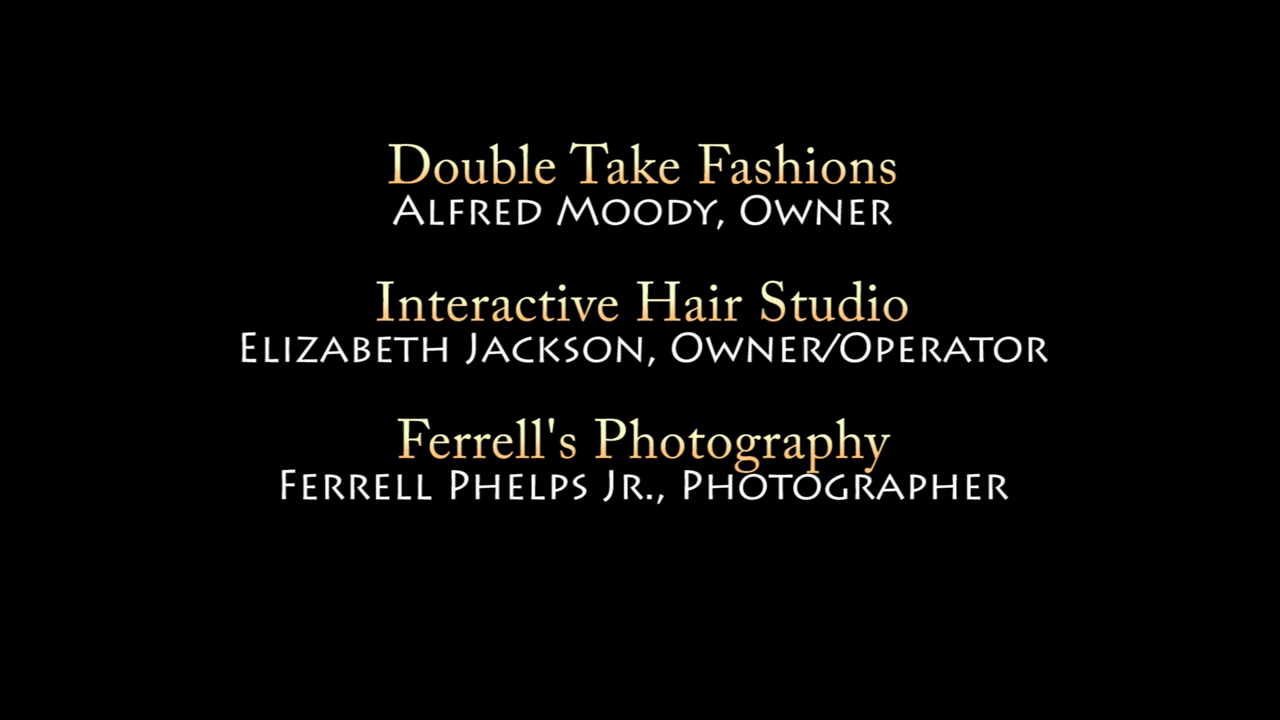 Double Take Fashions
Alfred Moody, Owner
Interactive Hair Studio
Elizabeth Jackson, Owner/Operator
Ferrell's Photography
Ferrell Phelps Jr., Photographer